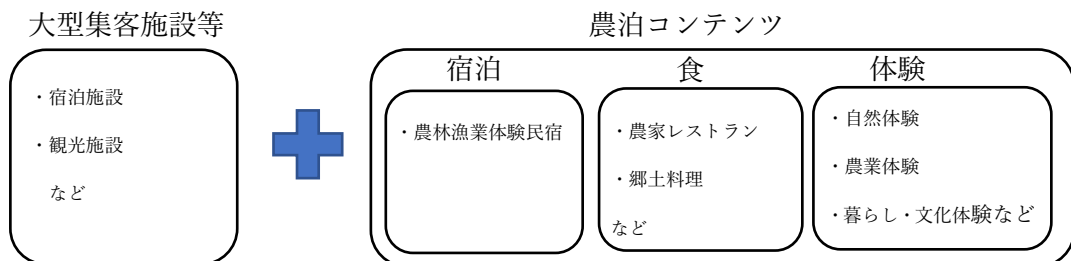 大型集客施設等
・宿泊施設
・観光施設
など
農泊コンテンツ
宿泊
・農林漁業体験民宿
食
・農家レストラン
・郷土料理
など
体験
・自然体験
・農業体験
・暮らし・文化体験など